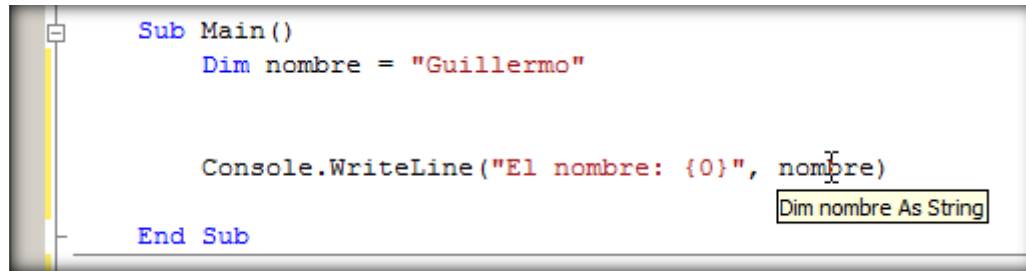 Sub Main()
Dim nombre = "Guillermo"
Console.WriteLine("El nombre: {0}", nombre)
Dim nombre As String
End Sub